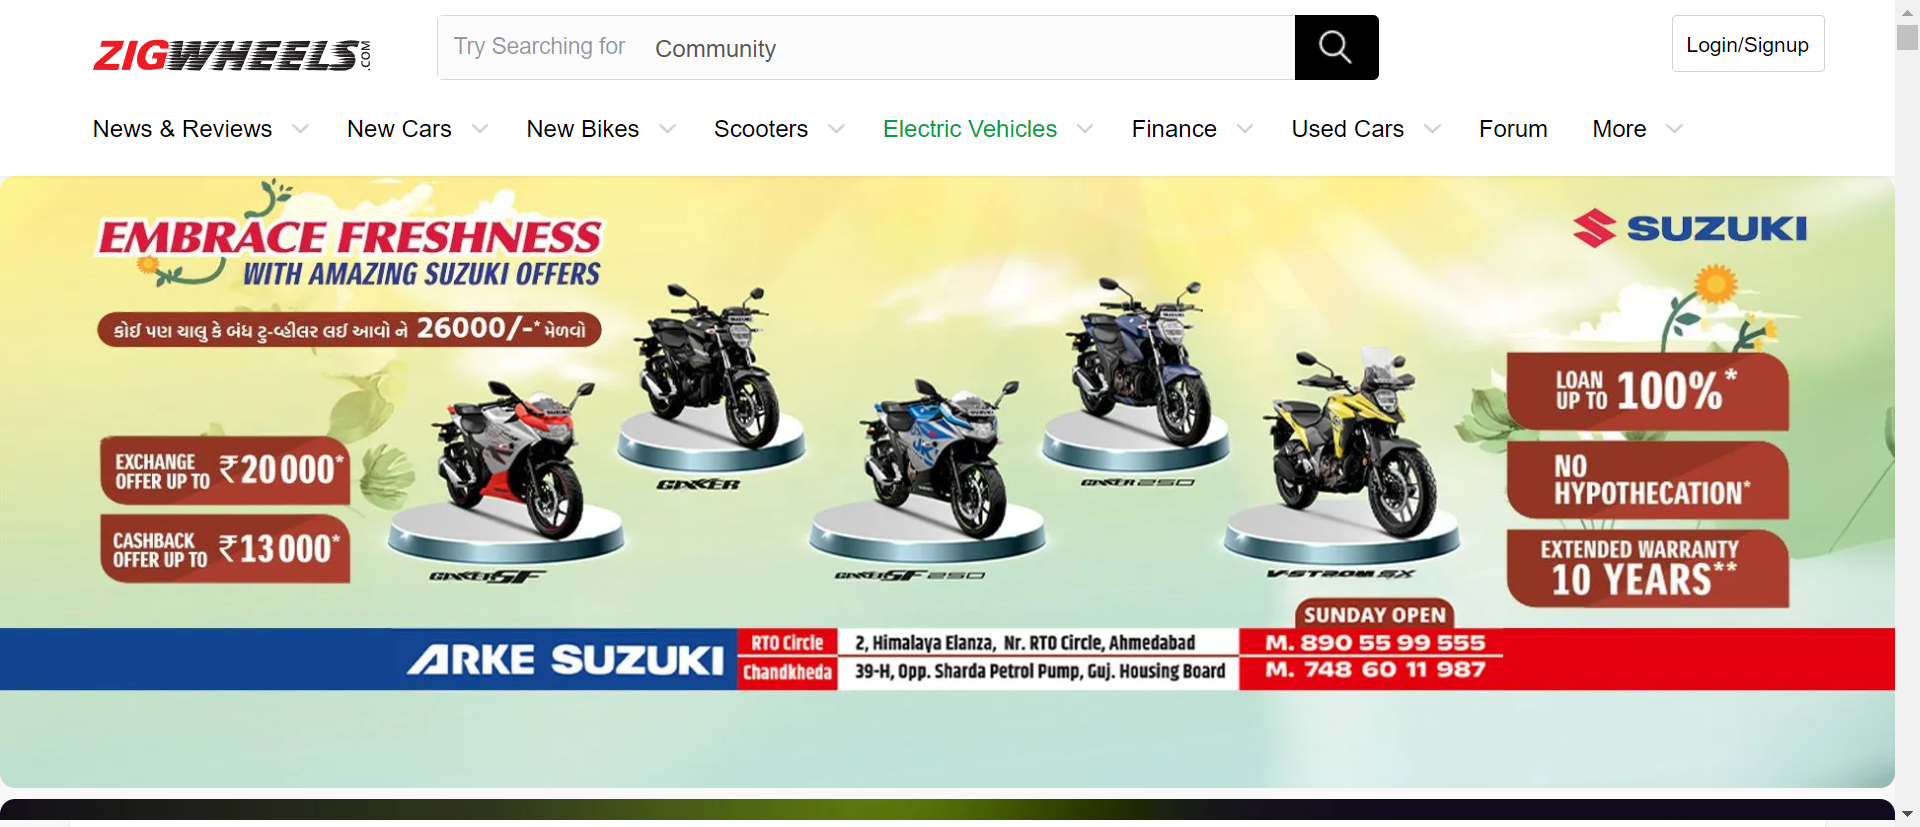 ZIGWHEELS.COM
Try Searching for Community
Login/Signup
News & Reviews
New Cars
New Bikes
Scooters
Electric Vehicles
Finance
Used Cars
Forum
More
EMBRACE FRESHNESS
WITH AMAZING SUZUKI OFFERS
SUZUKI
કોઈ પણ ચાલુ કે બંધ ટુ-વ્હીલર લઈ આવો ને 26000/-* મેળવો
EXCHANGE
OFFER UP TO ₹20000*
CASHBACK
OFFER UP TO ₹13000*
GIXXER
GIXXER SF
GIXXER SF 250
GIXXER 250
V-STROM SX
LOAN
UP TO 100%*
NO
HYPOTHECATION*
EXTENDED WARRANTY
10 YEARS**
SUNDAY OPEN
ARKE SUZUKI
RTO Circle 2, Himalaya Elanza, Nr. RTO Circle, Ahmedabad M. 890 55 99 555
Chandkheda 39-H, Opp. Sharda Petrol Pump, Guj. Housing Board M. 748 60 11 987